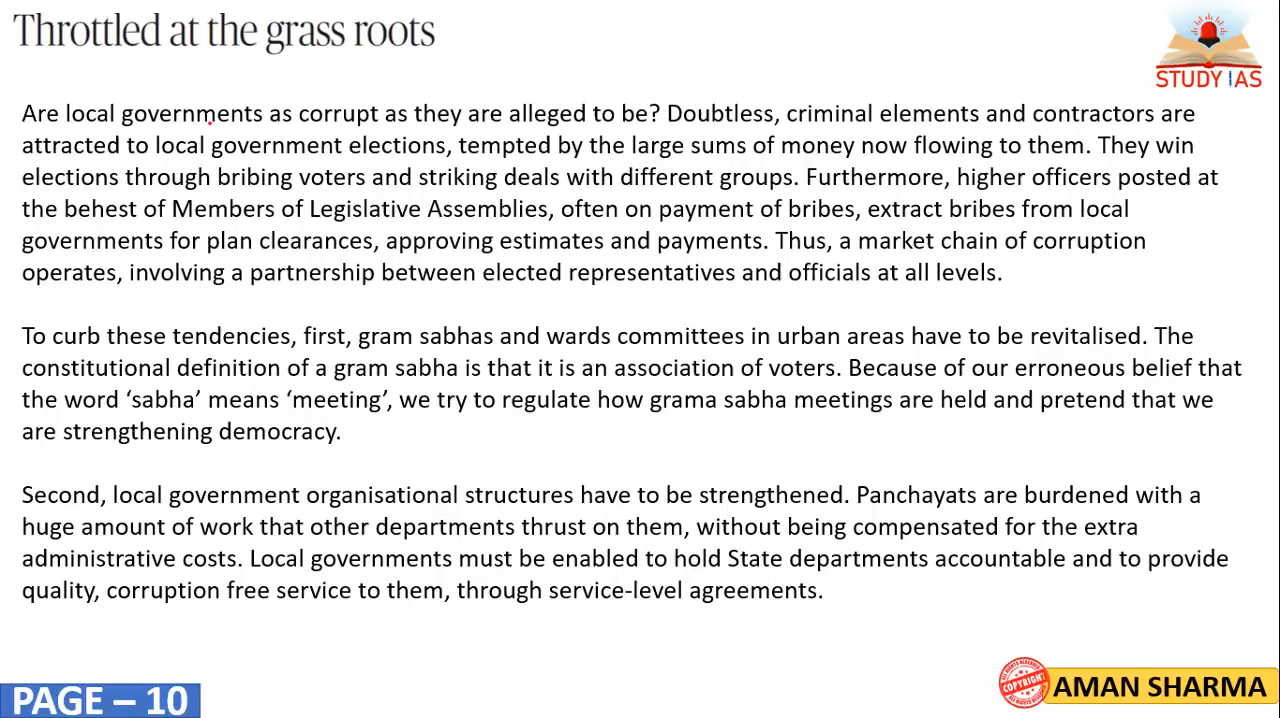 Throttled at the grass roots
STUDY IAS
Are local governments as corrupt as they are alleged to be? Doubtless, criminal elements and contractors are
attracted to local government elections, tempted by the large sums of money now flowing to them. They win
elections through bribing voters and striking deals with different groups. Furthermore, higher officers posted at
the behest of Members of Legislative Assemblies, often on payment of bribes, extract bribes from local
governments for plan clearances, approving estimates and payments. Thus, a market chain of corruption
operates, involving a partnership between elected representatives and officials at all levels.
To curb these tendencies, first, gram sabhas and wards committees in urban areas have to be revitalised. The
constitutional definition of a gram sabha is that it is an association of voters. Because of our erroneous belief that
the word ‘sabha’ means ‘meeting’, we try to regulate how grama sabha meetings are held and pretend that we
are strengthening democracy.
Second, local government organisational structures have to be strengthened. Panchayats are burdened with a
huge amount of work that other departments thrust on them, without being compensated for the extra
administrative costs. Local governments must be enabled to hold State departments accountable and to provide
quality, corruption free service to them, through service-level agreements.
PAGE – 10
COPYRIGHT
AMAN SHARMA